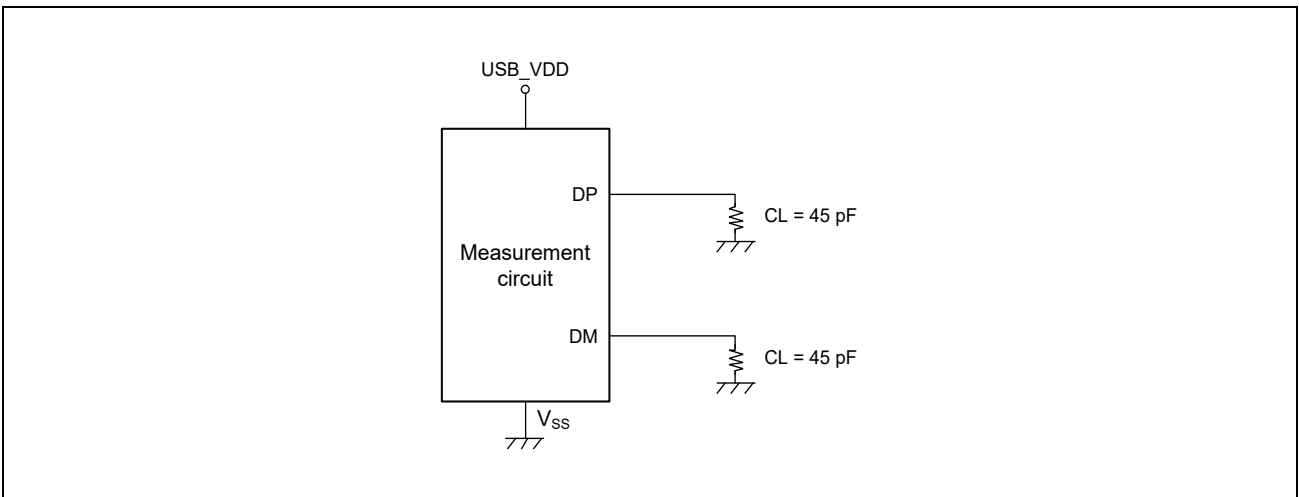 USB_VDD
DP
CL = 45 pF
Measurement
circuit
DM
CL = 45 pF
VSS